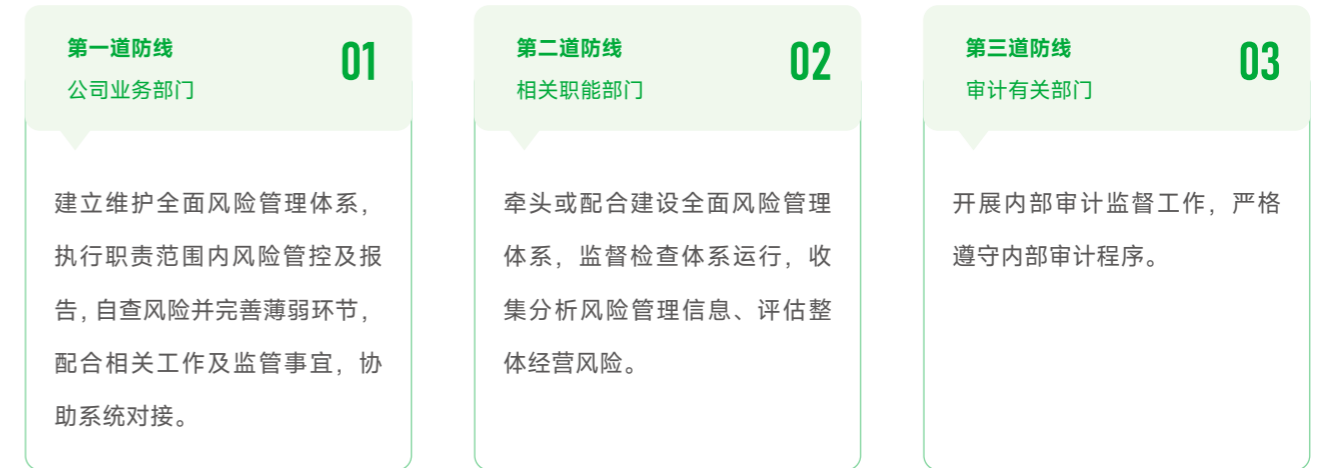 第一道防线
公司业务部门
01
建立维护全面风险管理体系，
执行职责范围内风险管控及报
告，自查风险并完善薄弱环节，
配合相关工作及监管事宜，协
助系统对接。
第二道防线
相关职能部门
02
牵头或配合建设全面风险管理
体系，监督检查体系运行，收
集分析风险管理信息、评估整
体经营风险。
第三道防线
审计有关部门
03
开展内部审计监督工作，严格
遵守内部审计程序。